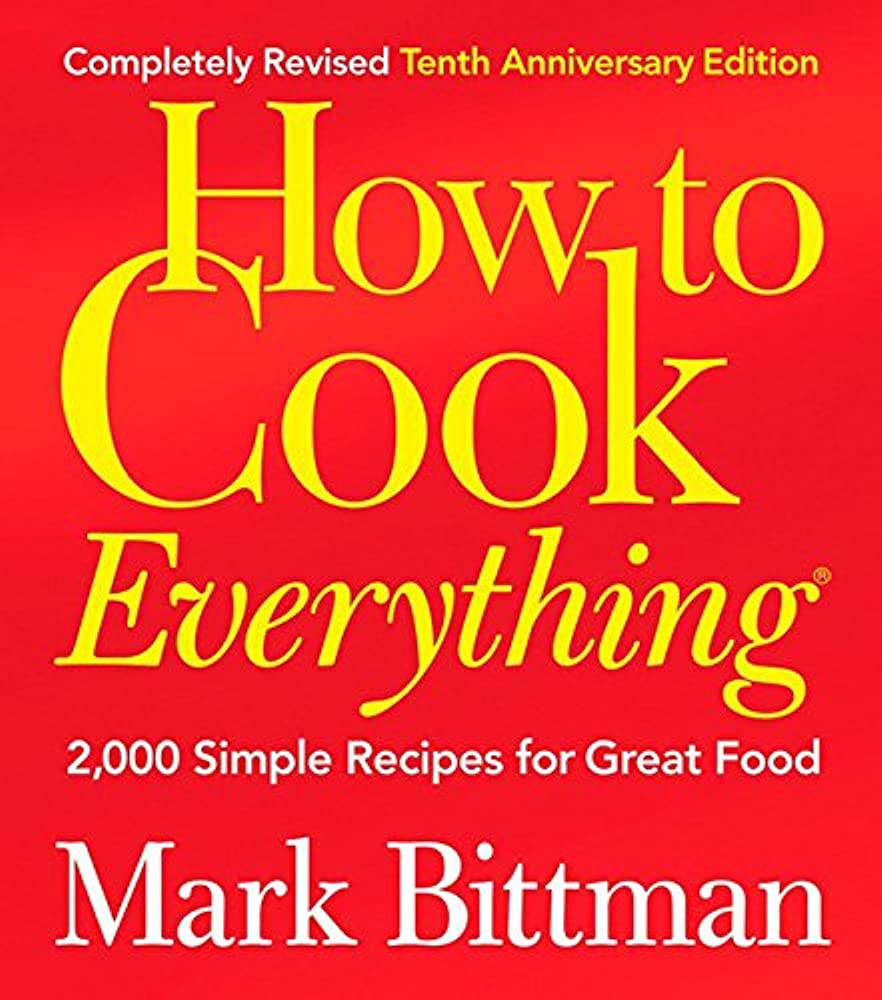 Completely Revised Tenth Anniversary Edition
How to
Cook
Everything®
2,000 Simple Recipes for Great Food
Mark Bittman